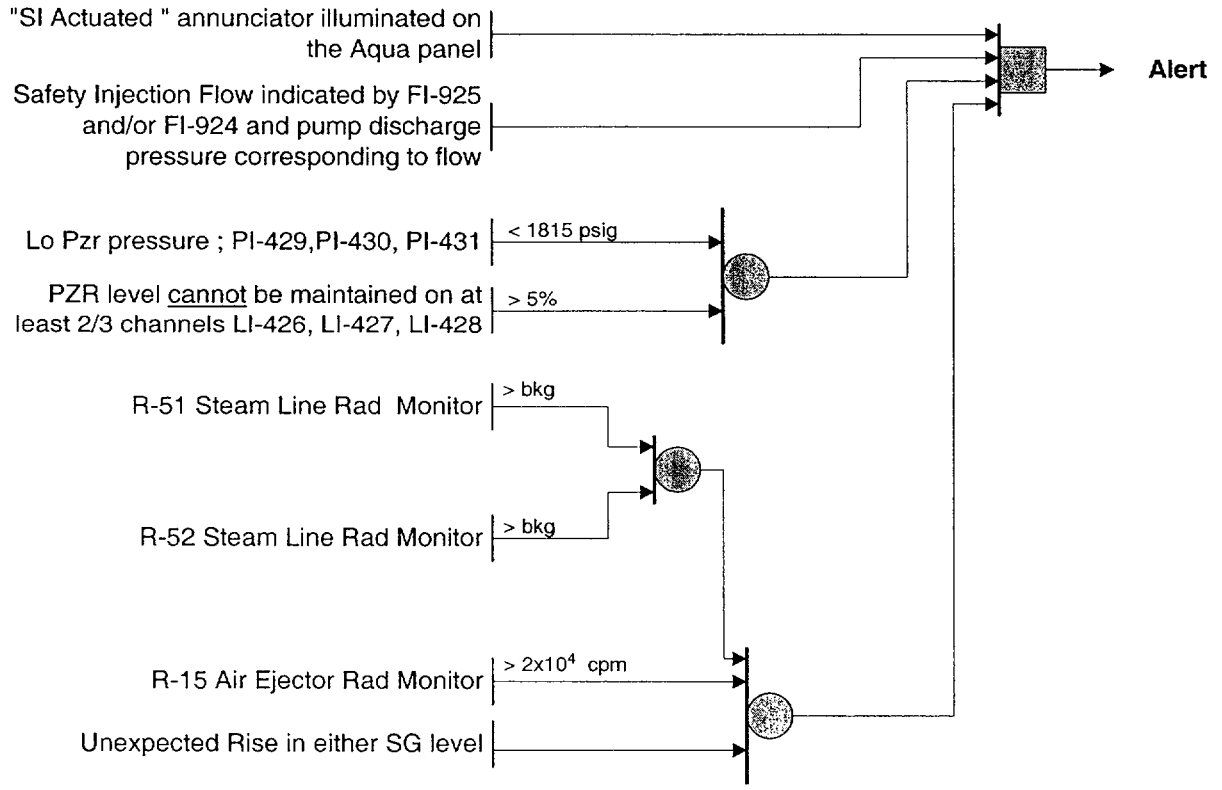 "SI Actuated " annunciator illuminated on
the Aqua panel
Alert
Safety Injection Flow indicated by FI-925
and/or FI-924 and pump discharge
pressure corresponding to flow
Lo Pzr pressure ; PI-429,PI-430, PI-431
< 1815 psig
PZR level cannot be maintained on at
least 2/3 channels LI-426, LI-427, LI-428
> 5%
R-51 Steam Line Rad Monitor
> bkg
R-52 Steam Line Rad Monitor
> bkg
R-15 Air Ejector Rad Monitor
> 2x10⁴ cpm
Unexpected Rise in either SG level